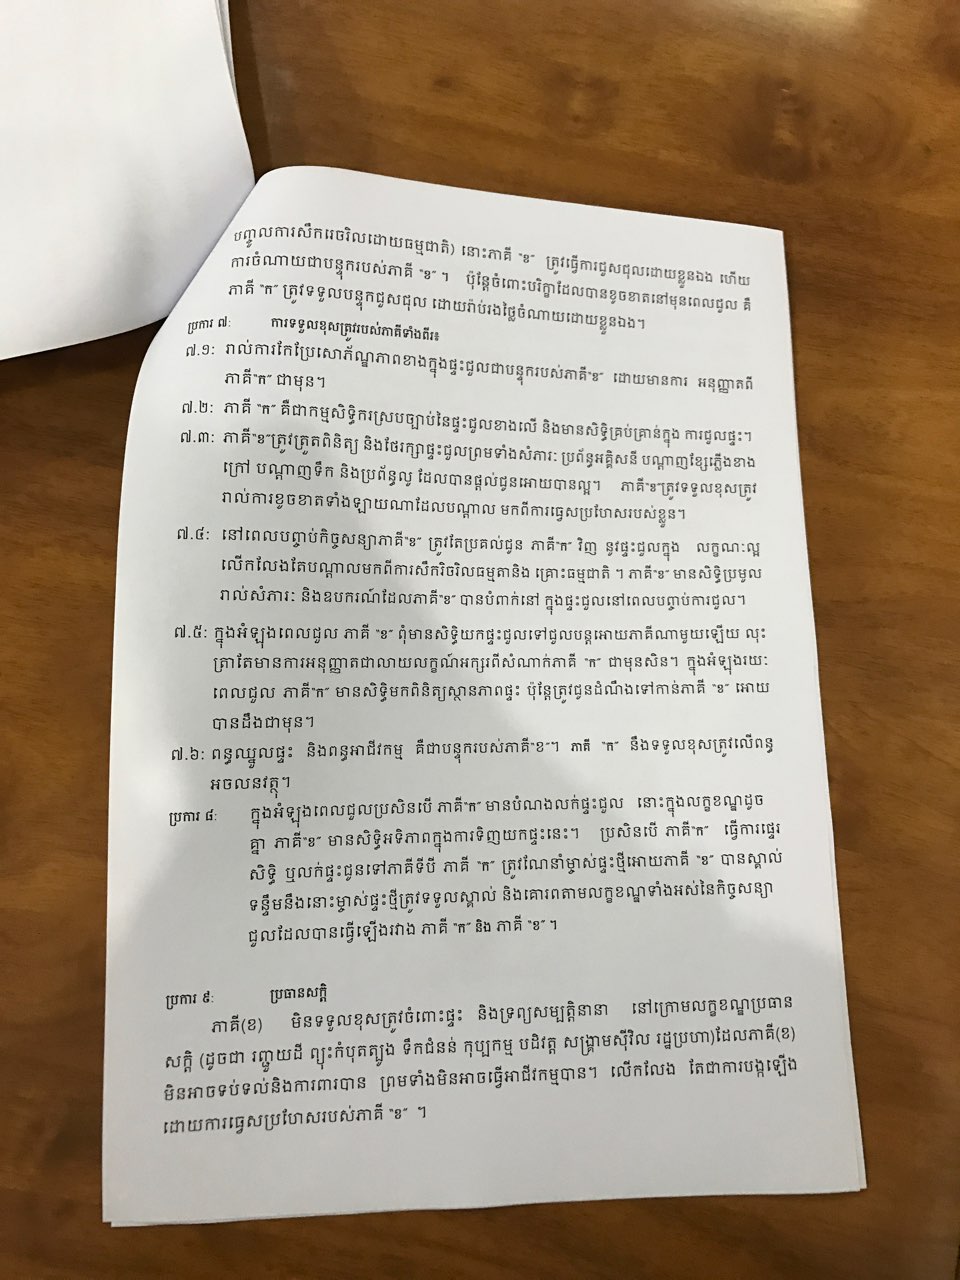 បញ្ចូលការសឹករេចរិលដោយធម្មជាតិ) នោះភាគី “ខ” ត្រូវធ្វើការជួសជុលដោយខ្លួនឯង ហើយ
ការចំណាយជាបន្ទុករបស់ភាគី “ខ” ។ ប៉ុន្តែចំពោះបរិក្ខាដែលបានខូចខាតនៅមុនពេលជួល គឺ
ភាគី “ក” ត្រូវទទួលបន្ទុកជួសជុល ដោយរ៉ាប់រងថ្លៃចំណាយដោយខ្លួនឯង។
ប្រការ ៧: ការទទួលខុសត្រូវរបស់ភាគីទាំងពីរ៖
៧.១: រាល់ការកែប្រែសោភ័ណ្ឌភាពខាងក្នុងផ្ទះជួលជាបន្ទុករបស់ភាគី“ខ” ដោយមានការ អនុញ្ញាតពី
ភាគី“ក” ជាមុន។
៧.២: ភាគី “ក” គឺជាកម្មសិទ្ធិករស្របច្បាប់នៃផ្ទះជួលខាងលើ និងមានសិទ្ធិគ្រប់គ្រាន់ក្នុង ការជួលផ្ទះ។
៧.៣: ភាគី“ខ”ត្រូវត្រួតពិនិត្យ និងថែរក្សាផ្ទះជួលព្រមទាំងសំភារៈ ប្រព័ន្ធអគ្គិសនី បណ្តាញខ្សែភ្លើងខាង
ក្រៅ បណ្តាញទឹក និងប្រព័ន្ធលូ ដែលបានផ្តល់ជូនអោយបានល្អ។ ភាគី“ខ”ត្រូវទទួលខុសត្រូវ
រាល់ការខូចខាតទាំងឡាយណាដែលបណ្តាល មកពីការធ្វេសប្រហែសរបស់ខ្លួន។
៧.៤: នៅពេលបញ្ចប់កិច្ចសន្យាភាគី“ខ” ត្រូវតែប្រគល់ជូន ភាគី“ក” វិញ នូវផ្ទះជួលក្នុង លក្ខណៈល្អ
លើកលែងតែបណ្តាលមកពីការសឹករិចរិលធម្មតានិង គ្រោះធម្មជាតិ ។ ភាគី“ខ” មានសិទ្ធិប្រមូល
រាល់សំភារៈ និងឧបករណ៍ដែលភាគី“ខ” បានបំពាក់នៅ ក្នុងផ្ទះជួលនៅពេលបញ្ចប់ការជួល។
៧.៥: ក្នុងអំឡុងពេលជួល ភាគី “ខ” ពុំមានសិទ្ធិយកផ្ទះជួលទៅជួលបន្តអោយភាគីណាមួយឡើយ លុះ
ត្រាតែមានការអនុញ្ញាតជាលាយលក្ខណ៍អក្សរពីសំណាក់ភាគី “ក” ជាមុនសិន។ ក្នុងអំឡុងរយៈ
ពេលជួល ភាគី“ក” មានសិទ្ធិមកពិនិត្យស្ថានភាពផ្ទះ ប៉ុន្តែត្រូវជូនដំណឹងទៅកាន់ភាគី “ខ” អោយ
បានដឹងជាមុន។
៧.៦: ពន្ធឈ្នួលផ្ទះ និងពន្ធអាជីវកម្ម គឺជាបន្ទុករបស់ភាគី“ខ”។ ភាគី “ក” នឹងទទួលខុសត្រូវលើពន្ធ
អចលនវត្ថុ។
ប្រការ ៨: ក្នុងអំឡុងពេលជួលប្រសិនបើ ភាគី“ក” មានបំណងលក់ផ្ទះជួល នោះក្នុងលក្ខខណ្ឌដូច
គ្នា ភាគី“ខ” មានសិទ្ធិអទិភាពក្នុងការទិញយកផ្ទះនេះ។ ប្រសិនបើ ភាគី“ក” ធ្វើការផ្ទេរ
សិទ្ធិ ឬលក់ផ្ទះជូនទៅភាគីទីបី ភាគី “ក” ត្រូវណែនាំម្ចាស់ផ្ទះថ្មីអោយភាគី “ខ” បានស្គាល់
ទន្ទឹមនឹងនោះម្ចាស់ផ្ទះថ្មីត្រូវទទួលស្គាល់ និងគោរពតាមលក្ខខណ្ឌទាំងអស់នៃកិច្ចសន្យា
ជួលដែលបានធ្វើឡើងរវាង ភាគី “ក” និង ភាគី “ខ” ។
ប្រការ ៩: ប្រធានសក្តិ
ភាគី(ខ) មិនទទួលខុសត្រូវចំពោះផ្ទះ និងទ្រព្យសម្បត្តិនានា នៅក្រោមលក្ខខណ្ឌប្រធាន
សក្តិ (ដូចជា រញ្ជួយដី ព្យុះកំបុតត្បូង ទឹកជំនន់ កុប្បកម្ម បដិវត្ត សង្គ្រាមស៊ីវិល រដ្ឋប្រហា)ដែលភាគី(ខ)
មិនអាចទប់ទល់និងការពារបាន ព្រមទាំងមិនអាចធ្វើអាជីវកម្មបាន។ លើកលែង តែជាការបង្កឡើង
ដោយការធ្វេសប្រហែសរបស់ភាគី “ខ” ។